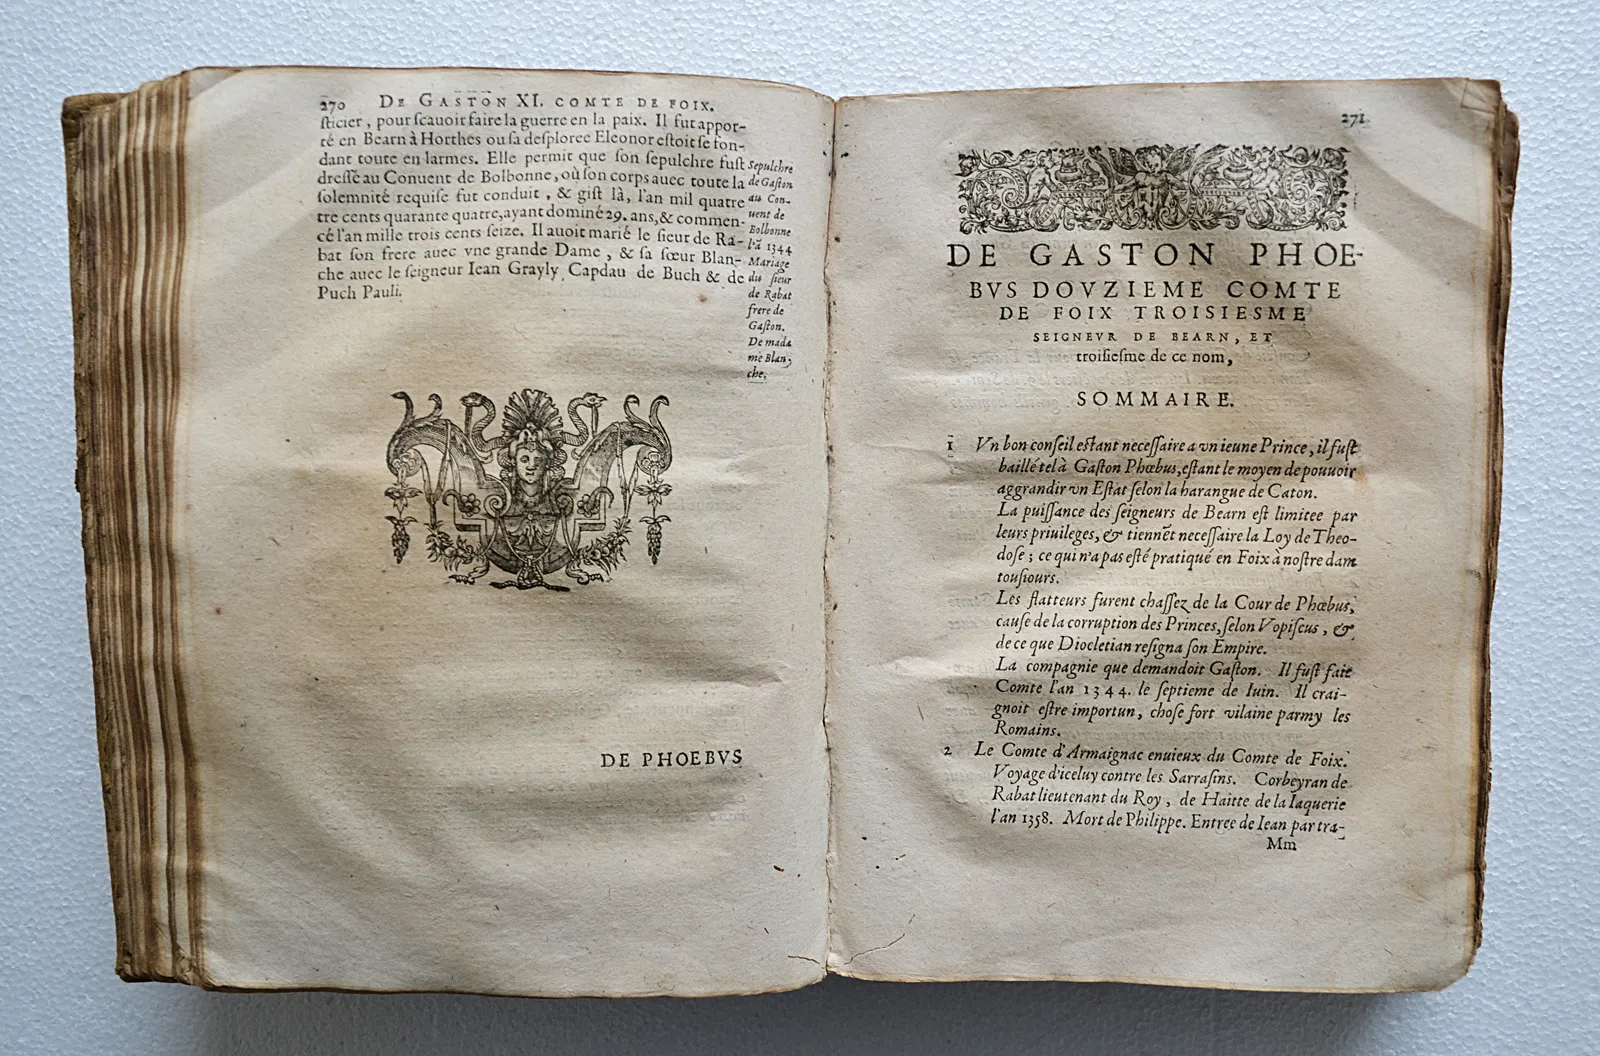 270 DE GASTON XI. COMTE DE FOIX.
sticier, pour sçauoir faire la guerre en la paix. Il fut appor-
té en Bearn à Horthes ou sa desploree Eleonor estoit se fon-
dant toute en larmes. Elle permit que son sepulchre fust
dressé au Conuent de Bolbonne, où son corps auec toute la
solemnité requise fut conduit, & gist là, l'an mil quatre
tre cents quarante quatre, ayant dominé 29. ans, & commen-
cé l'an mille trois cents seize. Il auoit marié le sieur de Ra-
bat son frere auec vne grande Dame, & sa sœur Blan-
che auec le seigneur Iean Grayly, Capdau de Buch & de
Puch Pauli.
Sepulchre
de Gaston
au Con-
uent de
Bolbonne
l'ã 1344
Mariage
du sieur
de Rabat
frere de
Gaston.
De mada
me Blan-
che.
DE PHOEBVS
271
DE GASTON PHOE-
BVS DOVZIEME COMTE
DE FOIX TROISIESME
SEIGNEVR DE BEARN, ET
troisiesme de ce nom,
SOMMAIRE.
1 Vn bon conseil estant necessaire a vn ieune Prince, il fust
baillé tel à Gaston Phœbus, estant le moyen de pouuoir
aggrandir vn Estat selon la harangue de Caton.
La puissance des seigneurs de Bearn est limitee par
leurs priuileges, & tiennẽt necessaire la Loy de Theo-
dose; ce qui n'a pas esté pratiqué en Foix à nostre dam
tousiours.
Les flatteurs furent chassez de la Cour de Phœbus,
cause de la corruption des Princes, selon Vopiscus, &
de ce que Diocletian resigna son Empire.
La compagnie que demandoit Gaston. Il fust fait
Comte l'an 1344. le septieme de Iuin. Il crai-
gnoit estre importun, chose fort vilaine parmy les
Romains.
2 Le Comte d'Armaignac enuieux du Comte de Foix.
Voyage d'iceluy contre les Sarrasins. Corbeyran de
Rabat lieutenant du Roy, de Haitte de la Iaquerie
l'an 1358. Mort de Philippe. Entree de Iean par tra-
Mm